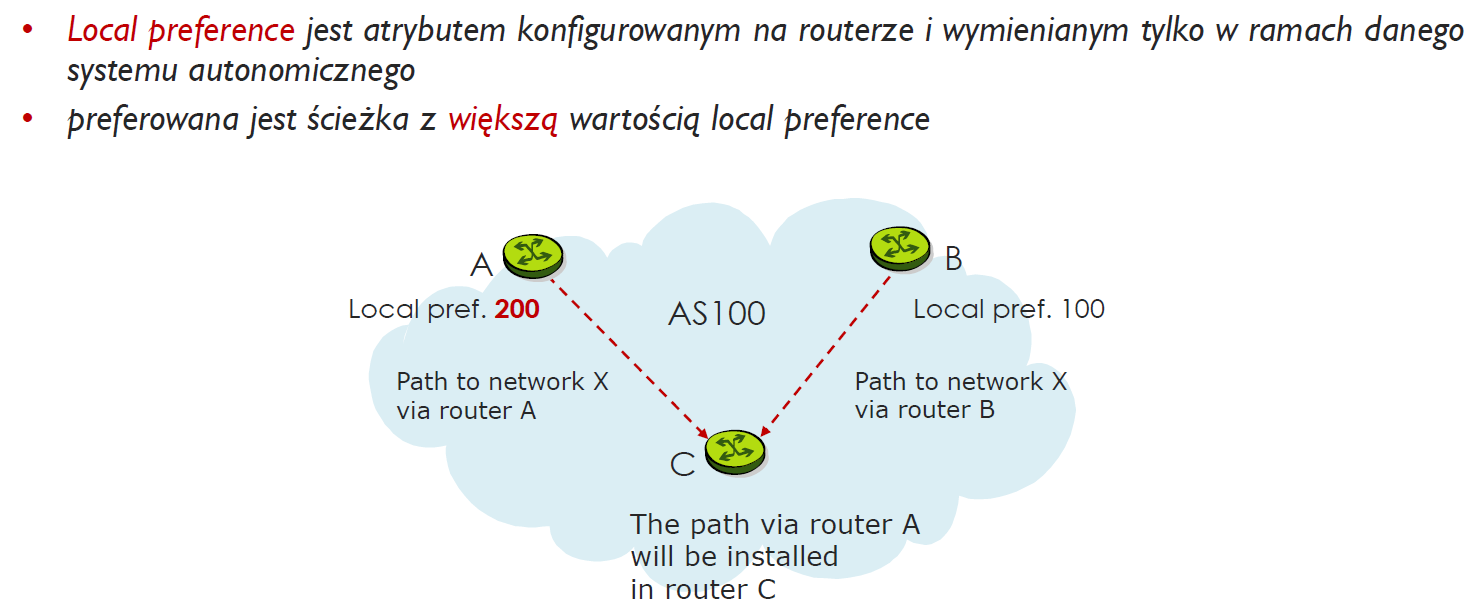 • Local preference jest atrybutem konfigurowanym na routerze i wymienianym tylko w ramach danego
systemu autonomicznego
• preferowana jest ścieżka z większą wartością local preference
A
B
Local pref. 200
AS100
Local pref. 100
Path to network X
via router A
Path to network X
via router B
C
The path via router A
will be installed
in router C